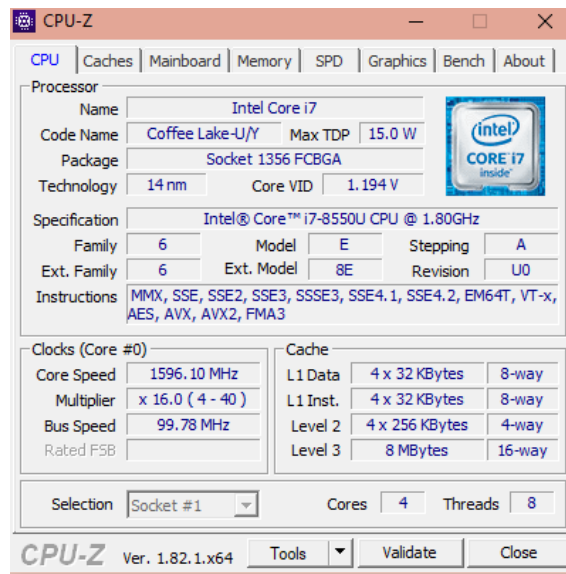 CPU-Z
CPU Caches Mainboard Memory SPD Graphics Bench About
Processor
Name Intel Core i7
Code Name Coffee Lake-U/Y Max TDP 15.0 W
Package Socket 1356 FCBGA
Technology 14 nm Core VID 1.194 V
intel CORE i7 inside
Specification Intel® Core™ i7-8550U CPU @ 1.80GHz
Family 6 Model E Stepping A
Ext. Family 6 Ext. Model 8E Revision U0
Instructions MMX, SSE, SSE2, SSE3, SSSE3, SSE4.1, SSE4.2, EM64T, VT-x,
AES, AVX, AVX2, FMA3
Clocks (Core #0)
Core Speed 1596.10 MHz
Multiplier x 16.0 ( 4 - 40 )
Bus Speed 99.78 MHz
Rated FSB
Cache
L1 Data 4 x 32 KBytes 8-way
L1 Inst. 4 x 32 KBytes 8-way
Level 2 4 x 256 KBytes 4-way
Level 3 8 MBytes 16-way
Selection Socket #1 Cores 4 Threads 8
CPU-Z Ver. 1.82.1.x64 Tools Validate Close